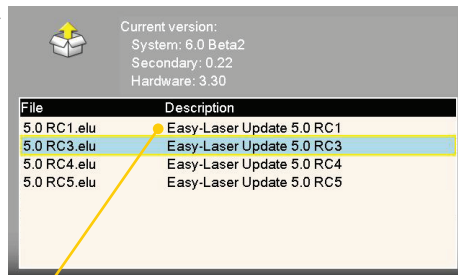 Current version:
System: 6.0 Beta2
Secondary: 0.22
Hardware: 3.30
File Description
5.0 RC1.elu Easy-Laser Update 5.0 RC1
5.0 RC3.elu Easy-Laser Update 5.0 RC3
5.0 RC4.elu Easy-Laser Update 5.0 RC4
5.0 RC5.elu Easy-Laser Update 5.0 RC5